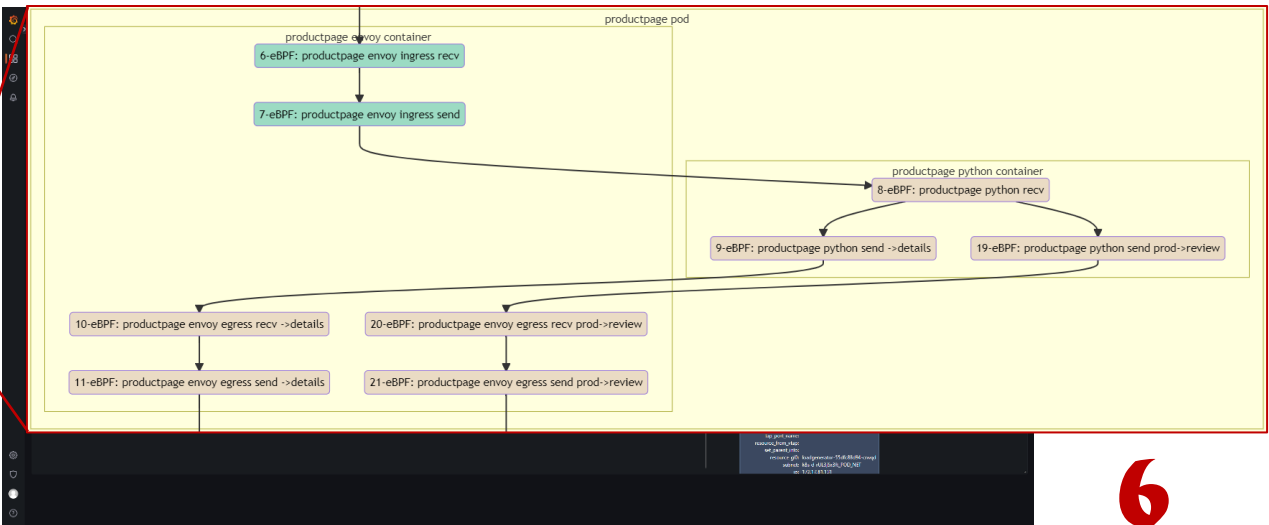 productpage pod
productpage envoy container
6-eBPF: productpage envoy ingress recv
7-eBPF: productpage envoy ingress send
productpage python container
8-eBPF: productpage python recv
9-eBPF: productpage python send ->details
19-eBPF: productpage python send prod->review
10-eBPF: productpage envoy egress recv ->details
20-eBPF: productpage envoy egress recv prod->review
11-eBPF: productpage envoy egress send ->details
21-eBPF: productpage envoy egress send prod->review
tap_port_name:
resource_from_vtap:
set_parent_info:
6